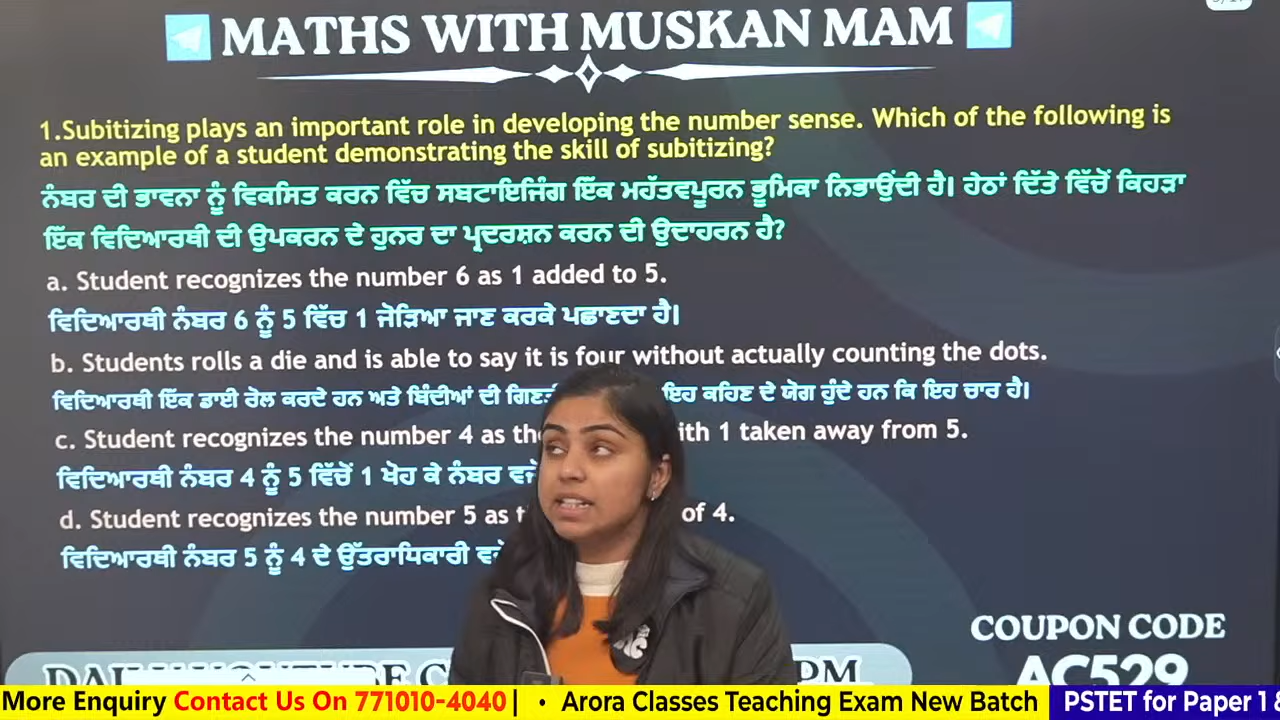 MATHS WITH MUSKAN MAM
1.Subitizing plays an important role in developing the number sense. Which of the following is
an example of a student demonstrating the skill of subitizing?
ਨੰਬਰ ਦੀ ਭਾਵਨਾ ਨੂੰ ਵਿਕਸਿਤ ਕਰਨ ਵਿੱਚ ਸਬਟਾਇਜਿੰਗ ਇੱਕ ਮਹੱਤਵਪੂਰਨ ਭੂਮਿਕਾ ਨਿਭਾਉਂਦੀ ਹੈ। ਹੇਠਾਂ ਦਿੱਤੇ ਵਿੱਚੋਂ ਕਿਹੜਾ
ਇੱਕ ਵਿਦਿਆਰਥੀ ਦੀ ਉਪਕਰਨ ਦੇ ਹੁਨਰ ਦਾ ਪ੍ਰਦਰਸ਼ਨ ਕਰਨ ਦੀ ਉਦਾਹਰਨ ਹੈ?
a. Student recognizes the number 6 as 1 added to 5.
ਵਿਦਿਆਰਥੀ ਨੰਬਰ 6 ਨੂੰ 5 ਵਿੱਚ 1 ਜੋੜਿਆ ਜਾਣ ਕਰਕੇ ਪਛਾਣਦਾ ਹੈ।
b. Students rolls a die and is able to say it is four without actually counting the dots.
ਵਿਦਿਆਰਥੀ ਇੱਕ ਡਾਈ ਰੋਲ ਕਰਦੇ ਹਨ ਅਤੇ ਬਿੰਦੀਆਂ ਦੀ ਇਹ ਕਹਿਣ ਦੇ ਯੋਗ ਹੁੰਦੇ ਹਨ ਕਿ ਇਹ ਚਾਰ ਹੈ।
c. Student recognizes the number 4 as 1 taken away from 5.
ਵਿਦਿਆਰਥੀ ਨੰਬਰ 4 ਨੂੰ 5 ਵਿੱਚੋਂ 1 ਖੋਹ ਕੇ ਨੰਬਰ
d. Student recognizes the number 5 as of 4.
ਵਿਦਿਆਰਥੀ ਨੰਬਰ 5 ਨੂੰ 4 ਦੇ ਉੱਤਰਾਧਿਕਾਰੀ
COUPON CODE
AC529
PM
More Enquiry Contact Us On 771010-4040 | • Arora Classes Teaching Exam New Batch PSTET for Paper 1 &